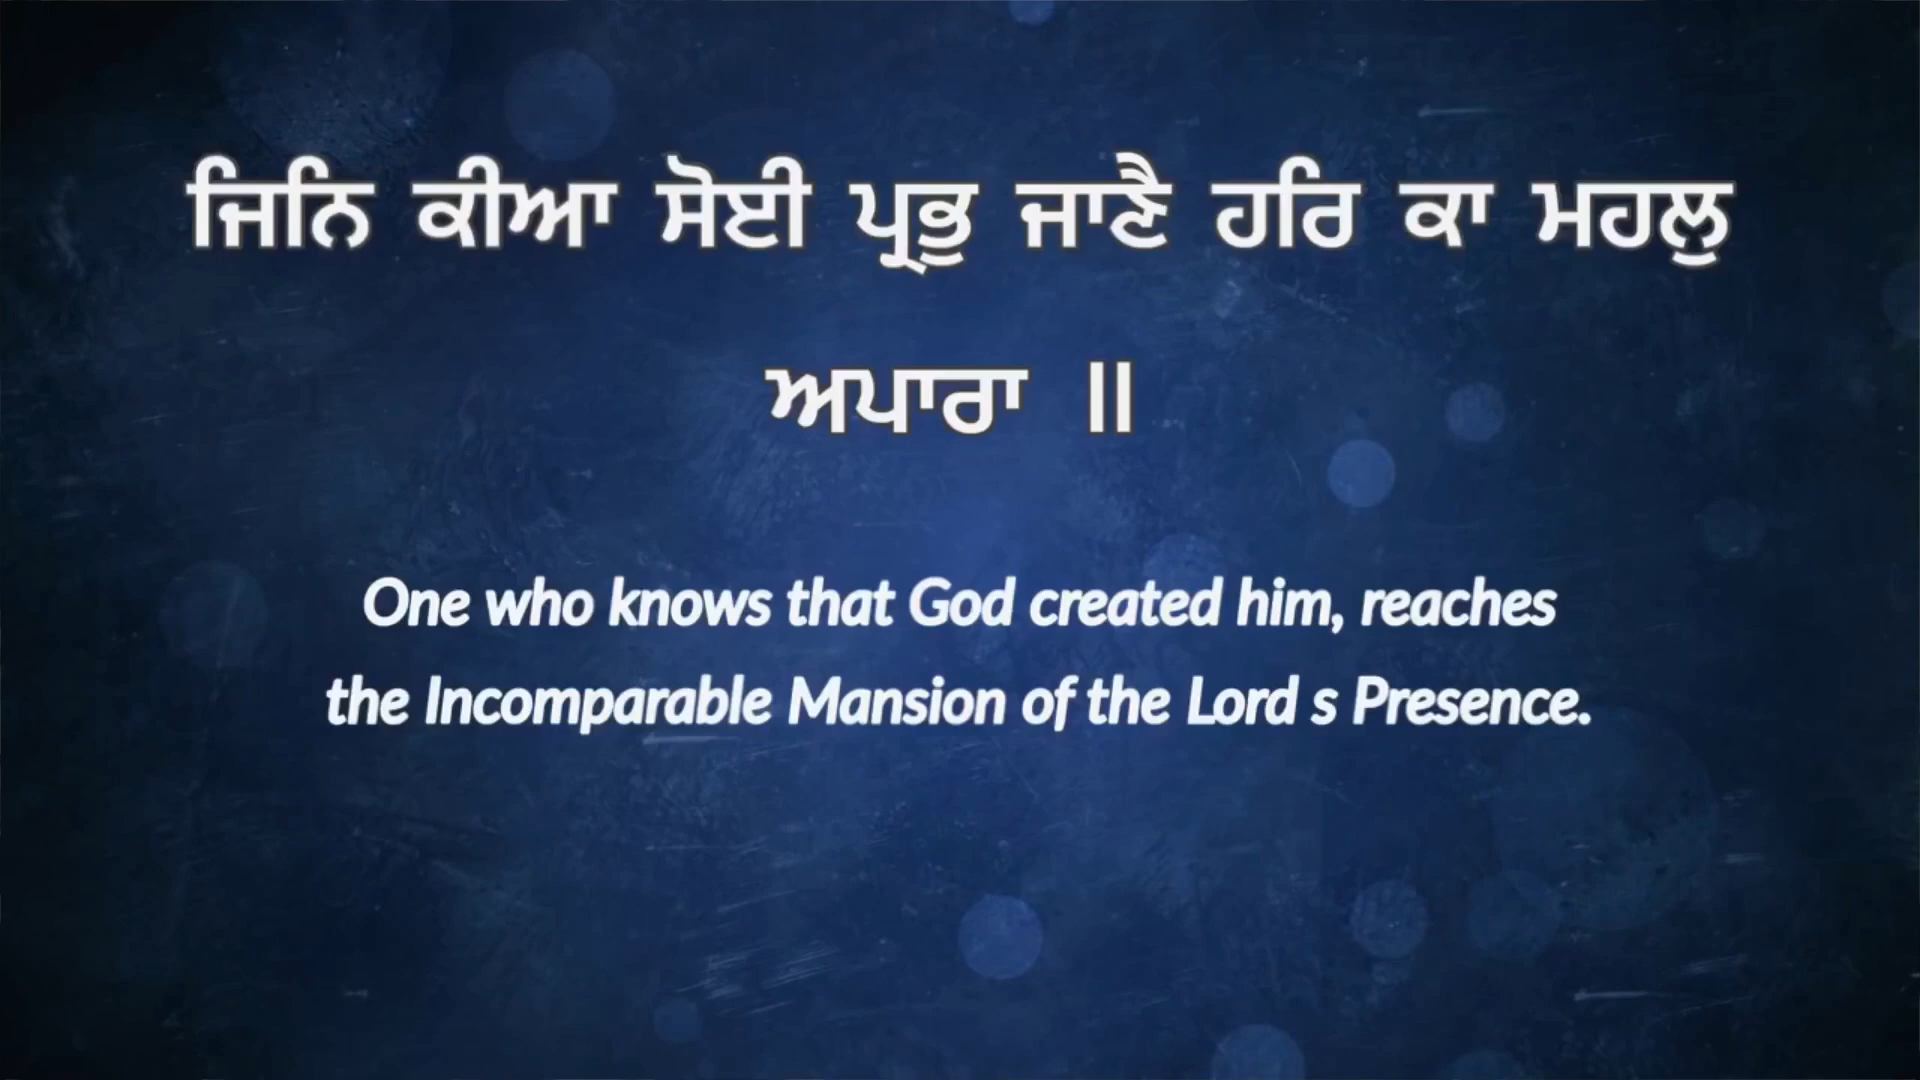 ਜਿਨਿ ਕੀਆ ਸੋਈ ਪ੍ਰਭੁ ਜਾਣੈ ਹਰਿ ਕਾ ਮਹਲੁ
ਅਪਾਰਾ ॥
One who knows that God created him, reaches
the Incomparable Mansion of the Lord s Presence.